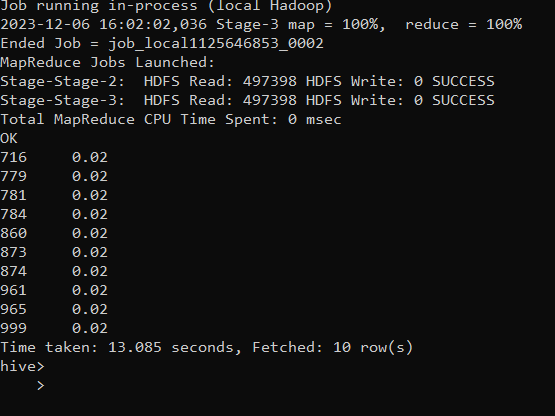 Job running in-process (local Hadoop)
2023-12-06 16:02:02,036 Stage-3 map = 100%,  reduce = 100%
Ended Job = job_local1125646853_0002
MapReduce Jobs Launched:
Stage-Stage-2:  HDFS Read: 497398 HDFS Write: 0 SUCCESS
Stage-Stage-3:  HDFS Read: 497398 HDFS Write: 0 SUCCESS
Total MapReduce CPU Time Spent: 0 msec
OK
716     0.02
779     0.02
781     0.02
784     0.02
860     0.02
873     0.02
874     0.02
961     0.02
965     0.02
999     0.02
Time taken: 13.085 seconds, Fetched: 10 row(s)
hive>
    >